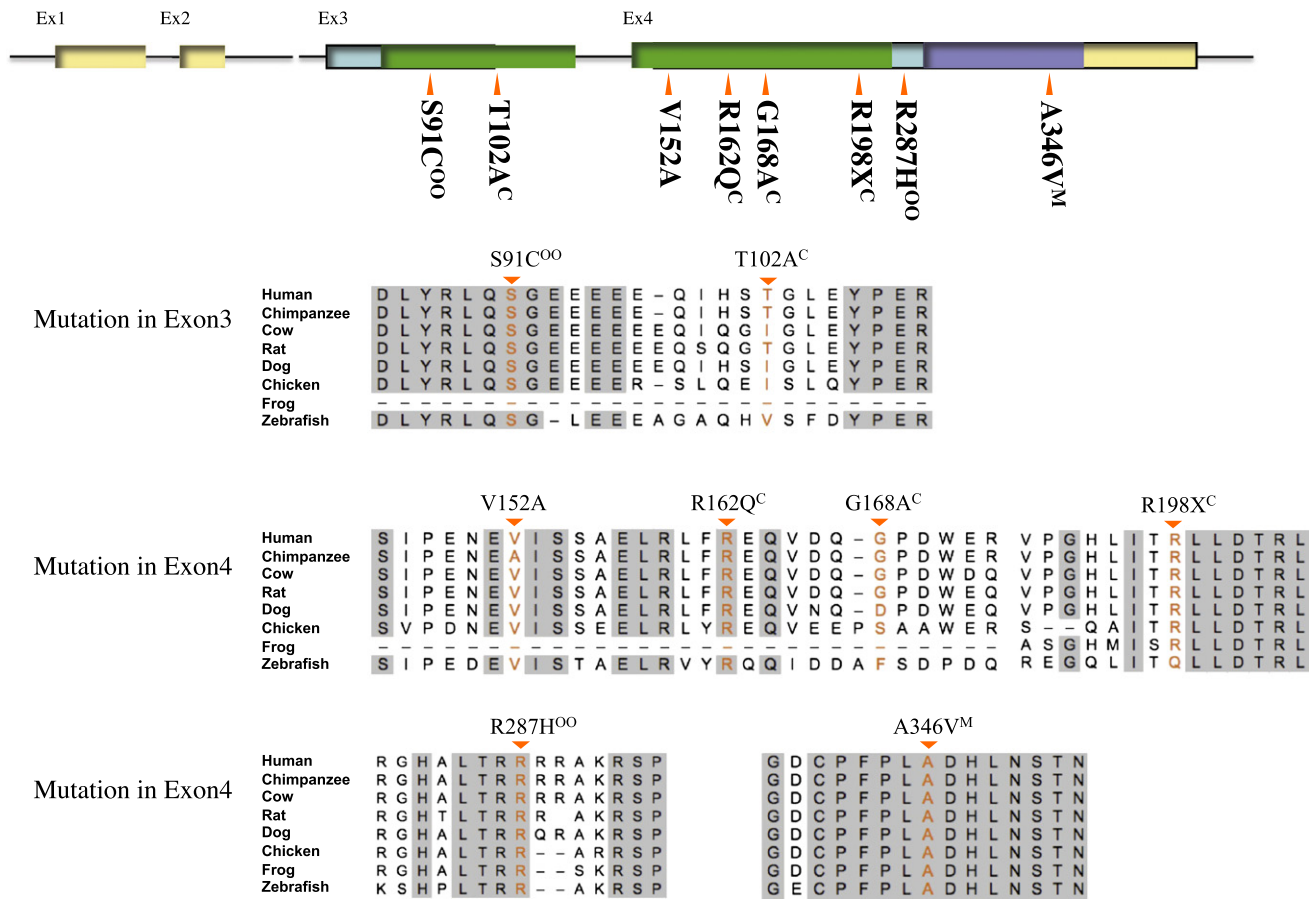 Ex1 Ex2 Ex3 Ex4
S91C^OO T102A^C V152A R162Q^C G168A^C R198X^C R287H^OO A346V^M
S91C^OO T102A^C
Mutation in Exon3
Human D L Y R L Q S G E E E E E – Q I H S T G L E Y P E R
Chimpanzee D L Y R L Q S G E E E E E – Q I H S T G L E Y P E R
Cow D L Y R L Q S G E E E E E E Q I Q G I G L E Y P E R
Rat D L Y R L Q S G E E E E E E Q S Q G T G L E Y P E R
Dog D L Y R L Q S G E E E E E E Q I H S I G L E Y P E R
Chicken D L Y R L Q S G E E E E R – S L Q E I S L Q Y P E R
Frog – – – – – – – – – – – – – – – – – – – – – – – – – –
Zebrafish D L Y R L Q S G – L E E E A G A Q H V S F D Y P E R
V152A R162Q^C G168A^C R198X^C
Mutation in Exon4
Human S I P E N E V I S S A E L R L F R E Q V D Q – G P D W E R V P G H L I T R L L D T R L
Chimpanzee S I P E N E A I S S A E L R L F R E Q V D Q – G P D W E R V P G H L I T R L L D T R L
Cow S I P E N E V I S S A E L R L F R E Q V D Q – G P D W D Q V P G H L I T R L L D T R L
Rat S I P E N E V I S S A E L R L F R E Q V D Q – G P D W E R V P G H L I T R L L D T R L
Dog S I P E N E V I S S A E L R L F R E Q V N Q – D P D W E Q V P G H L I T R L L D T R L
Chicken S V P D N E V I S S E E L R L Y R E Q V E E P S A A W E R S – – Q A I T R L L D T R L
Frog – – – – – – – – – – – – – – – – – – – – – – – – – – – – – A S G H M I S R L L D T R L
Zebrafish S I P E D E V I S T A E L R V Y R Q Q I D D A F S D P D Q R E G Q L I T Q L L D T R L
R287H^OO A346V^M
Mutation in Exon4
Human R G H A L T R R R R A K R S P G D C P F P L A D H L N S T N
Chimpanzee R G H A L T R R R R A K R S P G D C P F P L A D H L N S T N
Cow R G H A L T R R R R A K R S P G D C P F P L A D H L N S T N
Rat R G H T L T R R R A K R S P G D C P F P L A D H L N S T N
Dog R G H A L T R R Q R A K R S P G D C P F P L A D H L N S T N
Chicken R G H A L T R R – – A R R S P G D C P F P L A D H L N S T N
Frog R G H A L T R R – – S K R S P G D C P F P L A D H L N S T N
Zebrafish K S H P L T R R – – A K R S P G E C P F P L A D H L N S T N